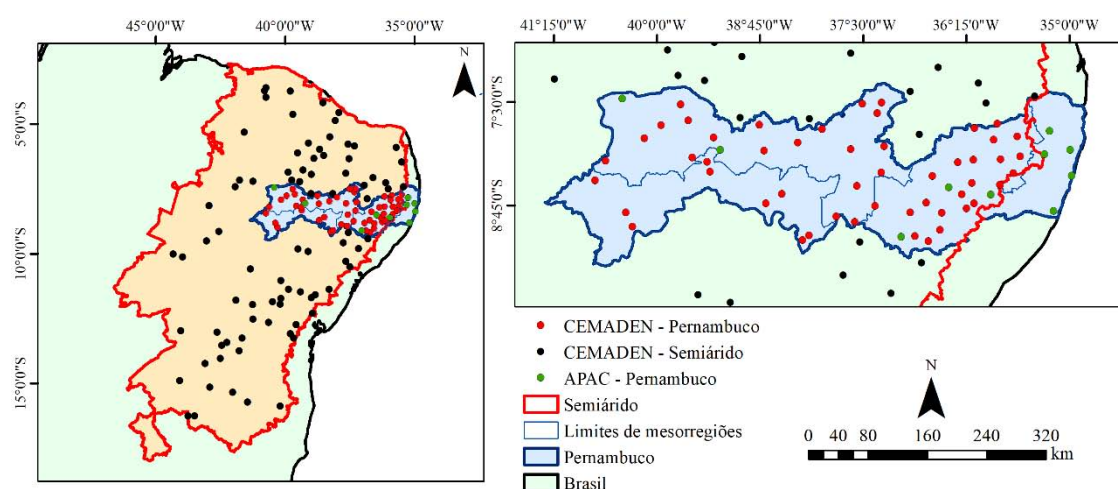 45°0'0"W 40°0'0"W 35°0'0"W
N
5°0'0"S
10°0'0"S
15°0'0"S
41°15'0"W 40°0'0"W 38°45'0"W 37°30'0"W 36°15'0"W 35°0'0"W
7°30'0"S
8°45'0"S
CEMADEN - Pernambuco
CEMADEN - Semiárido
APAC - Pernambuco
Semiárido
Limites de mesorregiões
Pernambuco
Brasil
N
0 40 80 160 240 320
km